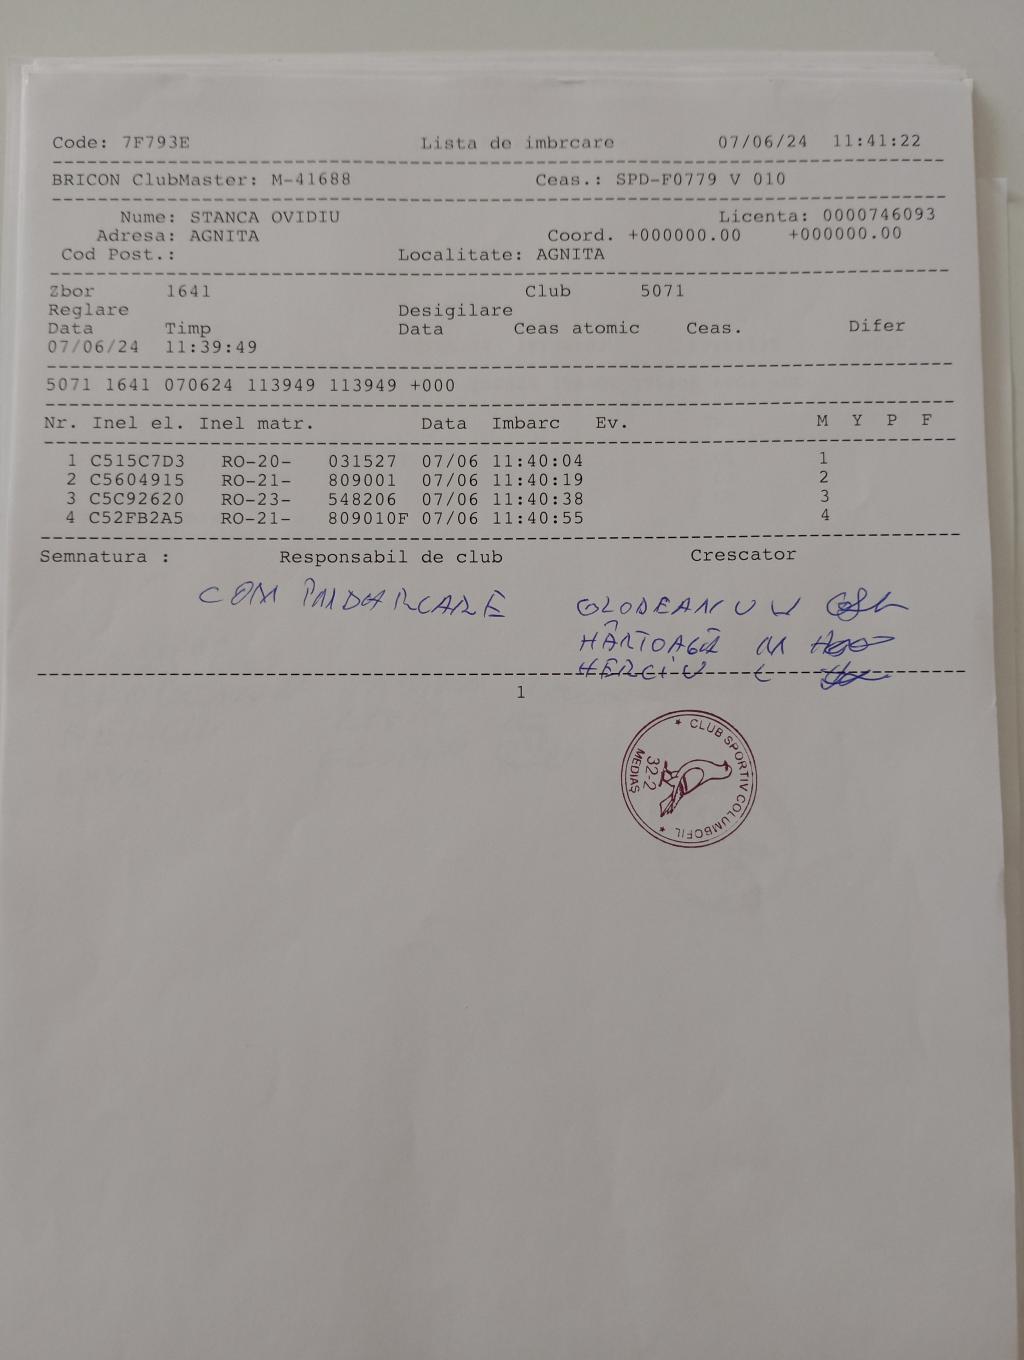 Code: 7F793E Lista de imbrcare 07/06/24 11:41:22
BRICON ClubMaster: M-41688 Ceas.: SPD-F0779 V 010
Nume: STANCA OVIDIU Licenta: 0000746093
Adresa: AGNITA Coord. +000000.00 +000000.00
Cod Post.: Localitate: AGNITA
Zbor 1641 Club 5071
Reglare Desigilare
Data Timp Data Ceas atomic Ceas. Difer
07/06/24 11:39:49
5071 1641 070624 113949 113949 +000
Nr. Inel el. Inel matr. Data Imbarc Ev. M Y P F
1 C515C7D3 RO-20- 031527 07/06 11:40:04 1
2 C5604915 RO-21- 809001 07/06 11:40:19 2
3 C5C92620 RO-23- 548206 07/06 11:40:38 3
4 C52FB2A5 RO-21- 809010F 07/06 11:40:55 4
Semnatura : Responsabil de club Crescator
COM
HÂRTOAGĂ M
1
CLUB SPORTIV COLUMBOFIL
32-2
MEDIAȘ